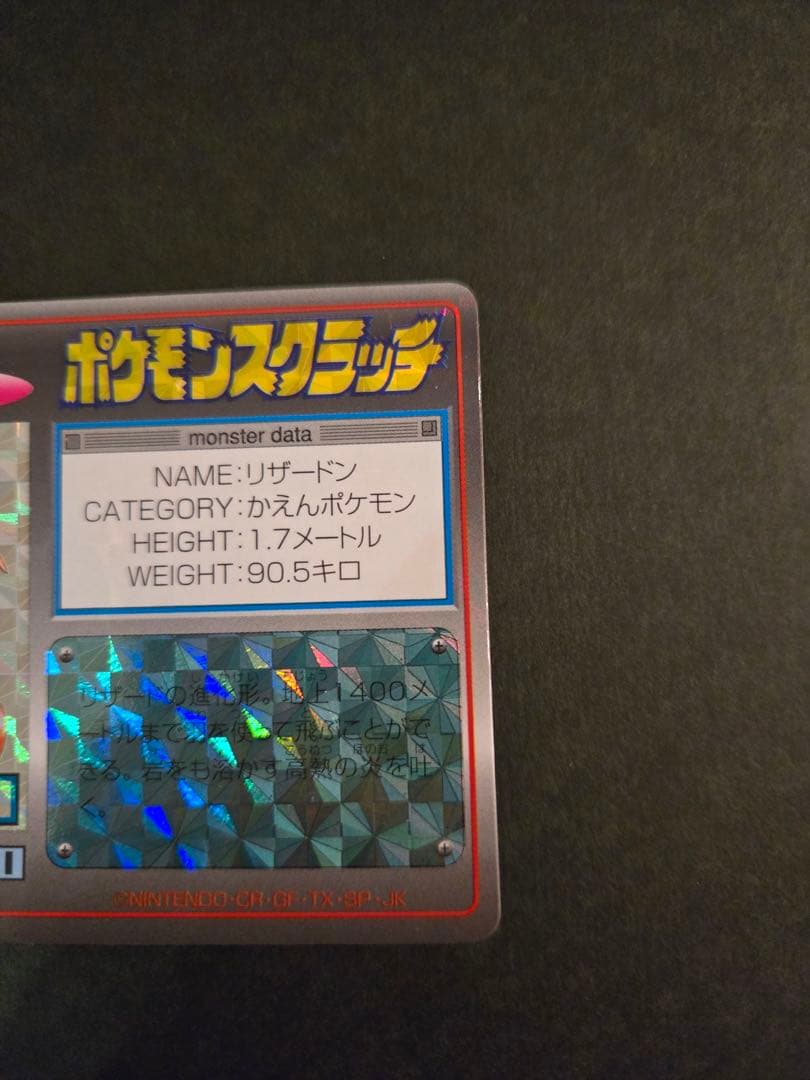 ポケモンスクラッチ
monster data
NAME:リザードン
CATEGORY:かえんポケモン
HEIGHT:1.7メートル
WEIGHT:90.5キロ
リザードの進化形。地上1400メ
ートルまで羽を使って飛ぶことがで
きる。岩をも溶かす高熱の炎を吐
く。
©NINTENDO・CR・GF・TX・SP・JK